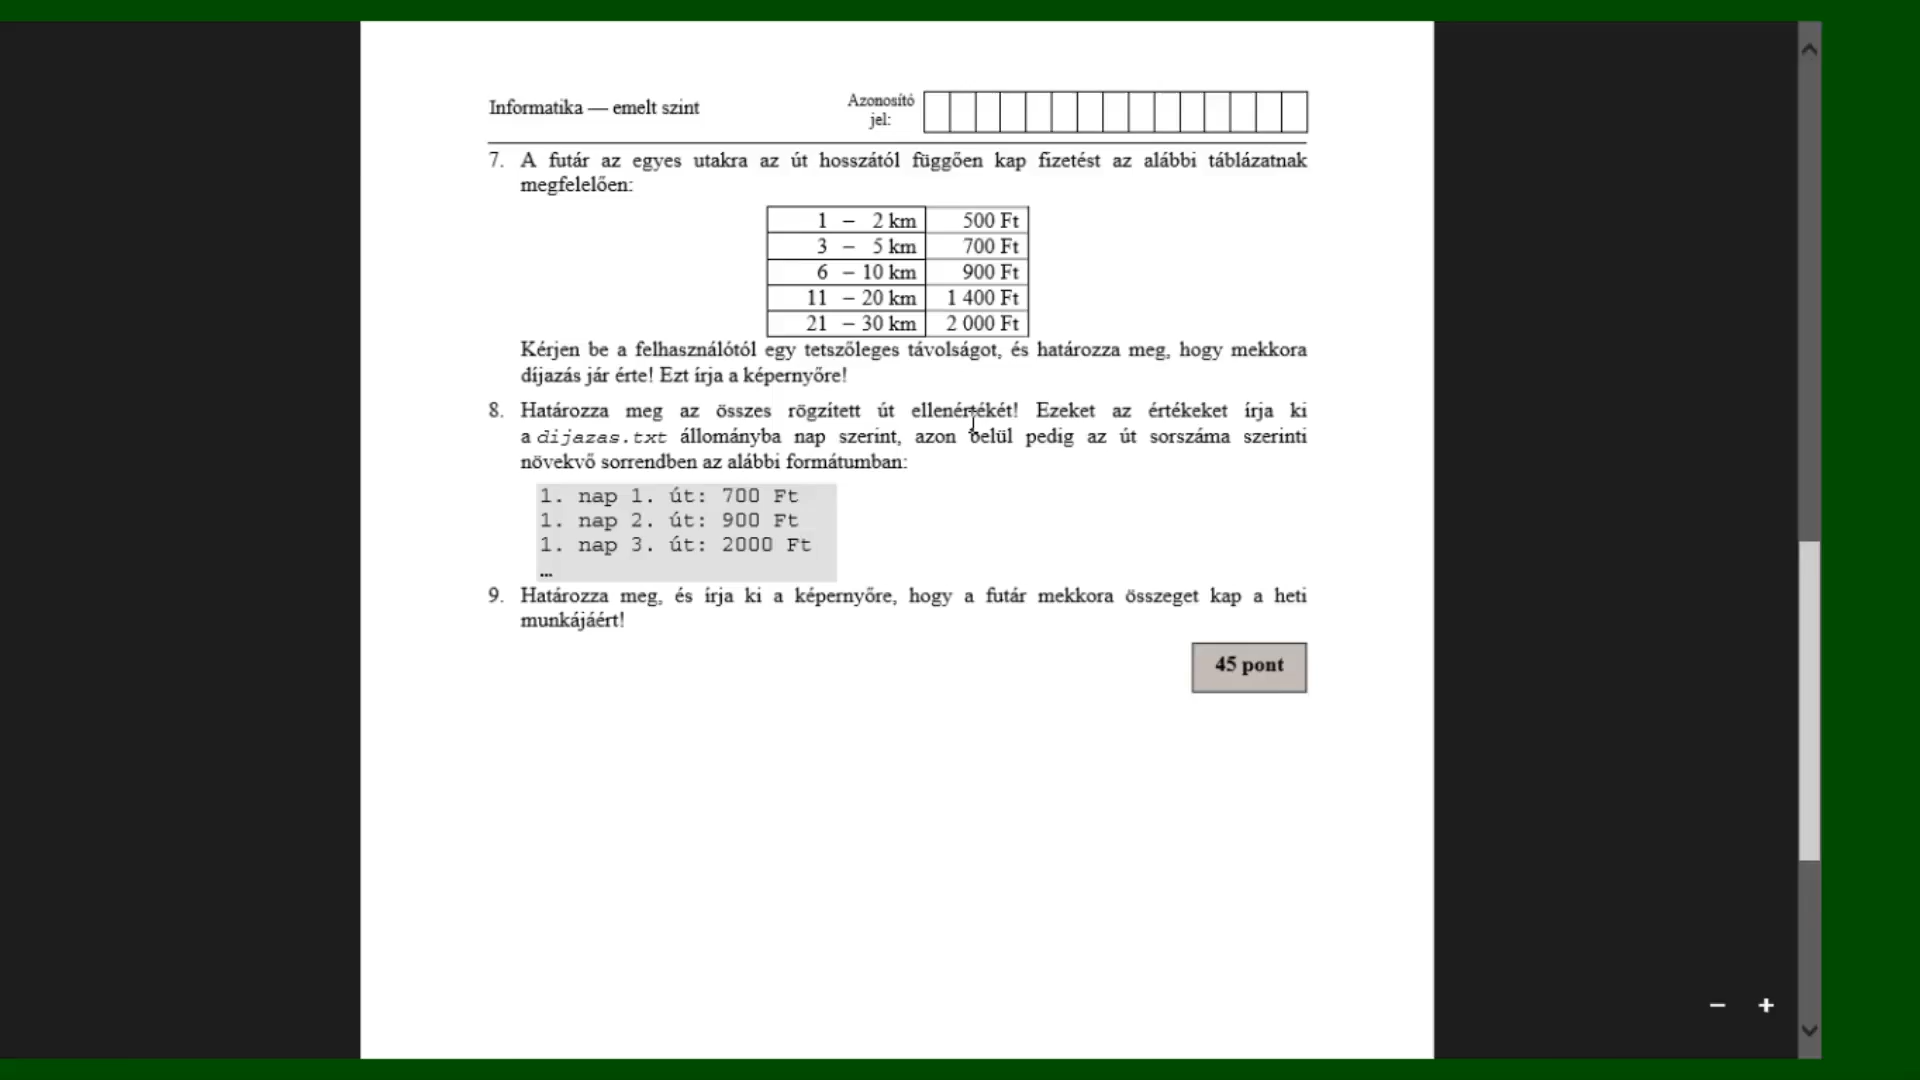 Informatika — emelt szint
Azonosító
jel:
7. A futár az egyes utakra az út hosszától függően kap fizetést az alábbi táblázatnak
megfelelően:
1 – 2 km 500 Ft
3 – 5 km 700 Ft
6 – 10 km 900 Ft
11 – 20 km 1 400 Ft
21 – 30 km 2 000 Ft
Kérjen be a felhasználótól egy tetszőleges távolságot, és határozza meg, hogy mekkora
díjazás jár érte! Ezt írja a képernyőre!
8. Határozza meg az összes rögzített út ellenértékét! Ezeket az értékeket írja ki
a dijazas.txt állományba nap szerint, azon belül pedig az út sorszáma szerinti
növekvő sorrendben az alábbi formátumban:
1. nap 1. út: 700 Ft
1. nap 2. út: 900 Ft
1. nap 3. út: 2000 Ft
…
9. Határozza meg, és írja ki a képernyőre, hogy a futár mekkora összeget kap a heti
munkájáért!
45 pont